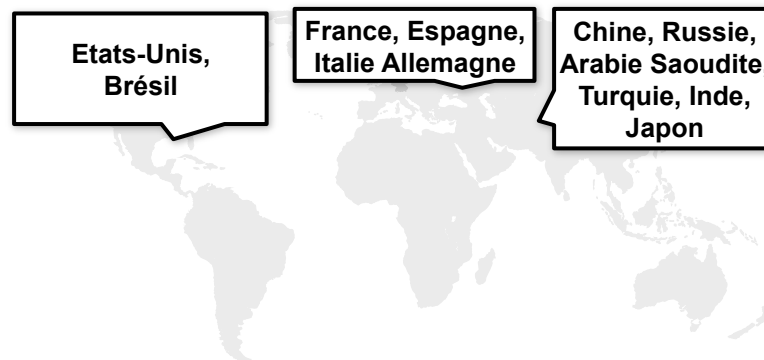 Etats-Unis,
Brésil
France, Espagne,
Italie Allemagne
Chine, Russie,
Arabie Saoudite,
Turquie, Inde,
Japon